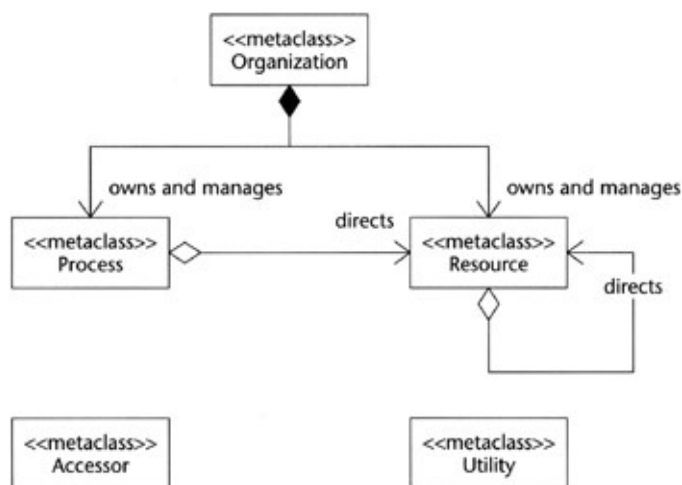 <<metaclass>>
Organization
owns and manages
owns and manages
<<metaclass>>
Process
directs
<<metaclass>>
Resource
directs
<<metaclass>>
Accessor
<<metaclass>>
Utility